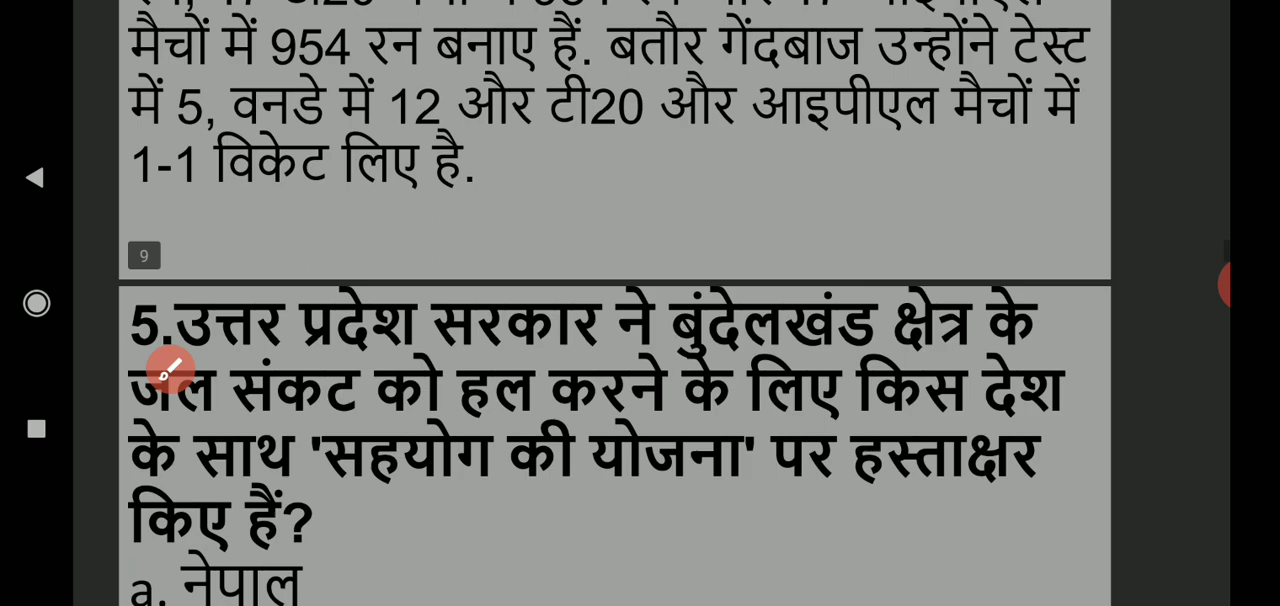 मैचों में 954 रन बनाए हैं. बतौर गेंदबाज उन्होंने टेस्ट
में 5, वनडे में 12 और टी20 और आइपीएल मैचों में
1-1 विकेट लिए है.
9
5.उत्तर प्रदेश सरकार ने बुंदेलखंड क्षेत्र के
जल संकट को हल करने के लिए किस देश
के साथ 'सहयोग की योजना' पर हस्ताक्षर
किए हैं?
a. नेपाल